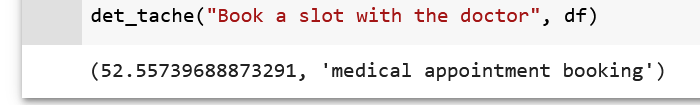 det_tache("Book a slot with the doctor", df)
(52.55739688873291, 'medical appointment booking')